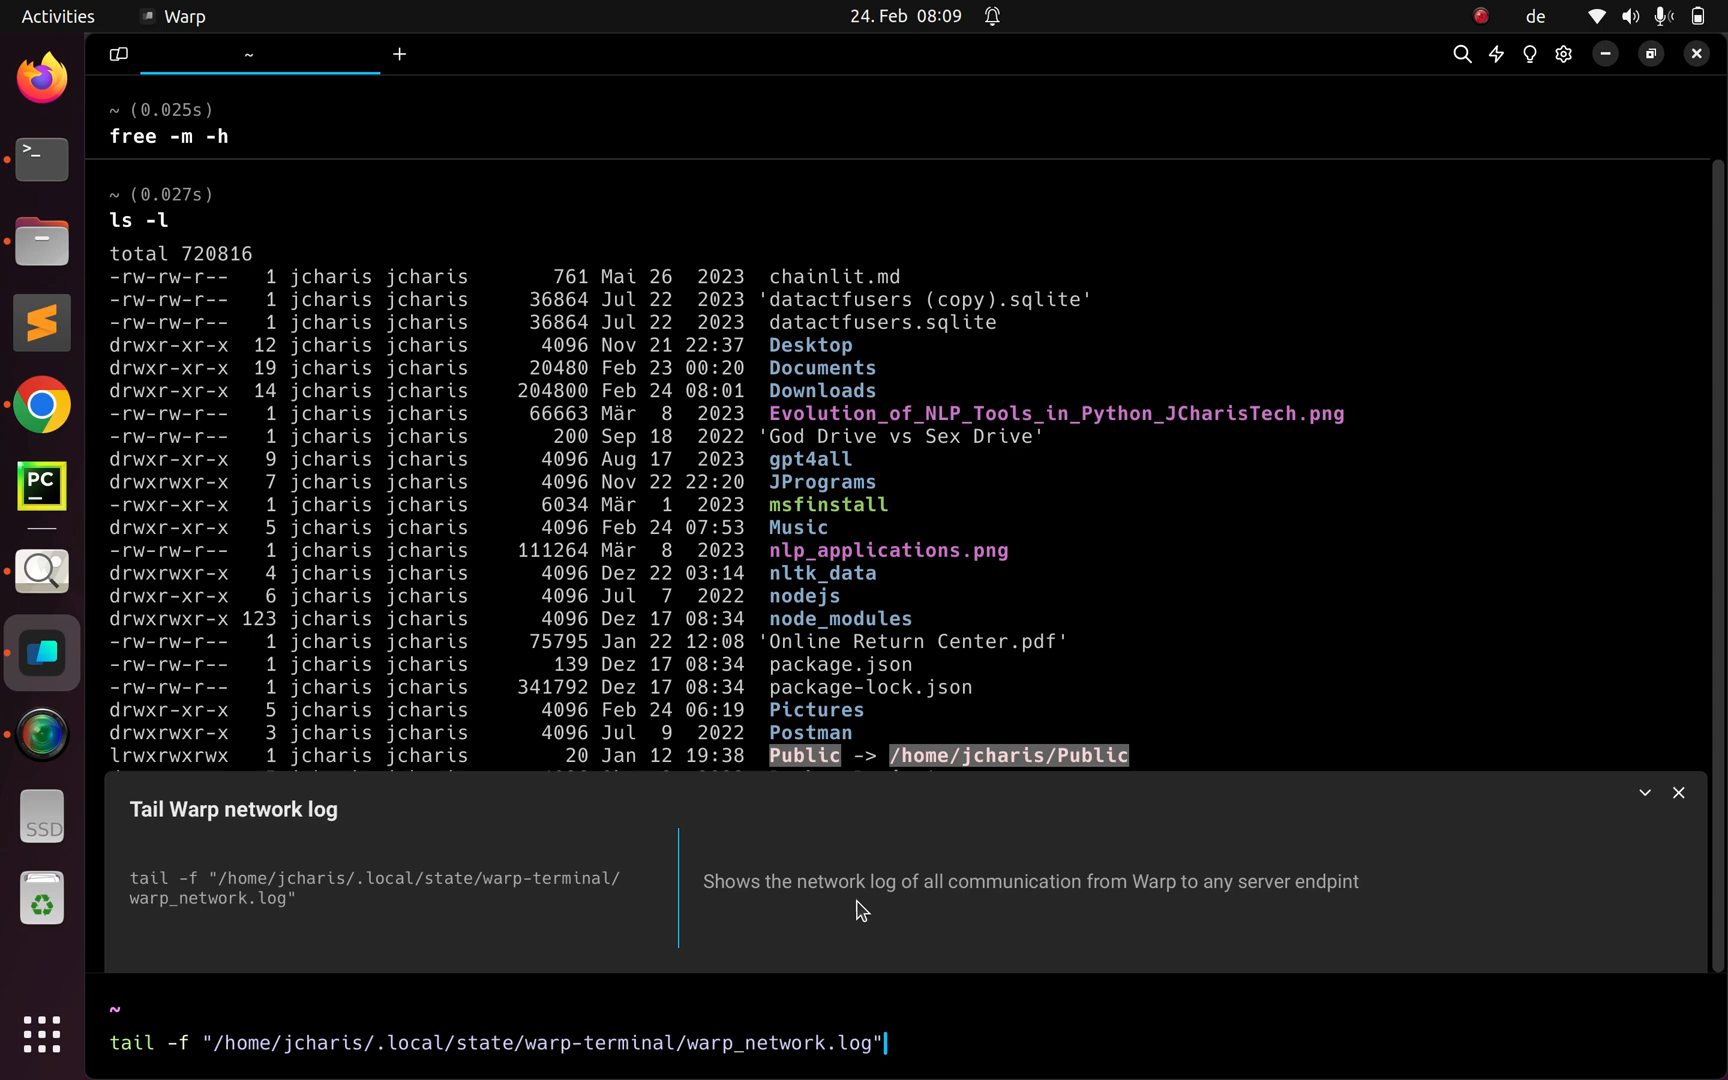 Activities Warp 24. Feb 08:09 de
~ +
~ (0.025s)
free -m -h
~ (0.027s)
ls -l
total 720816
-rw-rw-r-- 1 jcharis jcharis 761 Mai 26 2023 chainlit.md
-rw-rw-r-- 1 jcharis jcharis 36864 Jul 22 2023 'datactfusers (copy).sqlite'
-rw-rw-r-- 1 jcharis jcharis 36864 Jul 22 2023 datactfusers.sqlite
drwxr-xr-x 12 jcharis jcharis 4096 Nov 21 22:37 Desktop
drwxr-xr-x 19 jcharis jcharis 20480 Feb 23 00:20 Documents
drwxr-xr-x 14 jcharis jcharis 204800 Feb 24 08:01 Downloads
-rw-rw-r-- 1 jcharis jcharis 66663 Mär 8 2023 Evolution_of_NLP_Tools_in_Python_JCharisTech.png
-rw-rw-r-- 1 jcharis jcharis 200 Sep 18 2022 'God Drive vs Sex Drive'
drwxr-xr-x 9 jcharis jcharis 4096 Aug 17 2023 gpt4all
drwxrwxr-x 7 jcharis jcharis 4096 Nov 22 22:20 JPrograms
-rwxr-xr-x 1 jcharis jcharis 6034 Mär 1 2023 msfinstall
drwxr-xr-x 5 jcharis jcharis 4096 Feb 24 07:53 Music
-rw-rw-r-- 1 jcharis jcharis 111264 Mär 8 2023 nlp_applications.png
drwxrwxr-x 4 jcharis jcharis 4096 Dez 22 03:14 nltk_data
drwxr-xr-x 6 jcharis jcharis 4096 Jul 7 2022 nodejs
drwxrwxr-x 123 jcharis jcharis 4096 Dez 17 08:34 node_modules
-rw-rw-r-- 1 jcharis jcharis 75795 Jan 22 12:08 'Online Return Center.pdf'
-rw-rw-r-- 1 jcharis jcharis 139 Dez 17 08:34 package.json
-rw-rw-r-- 1 jcharis jcharis 341792 Dez 17 08:34 package-lock.json
drwxr-xr-x 5 jcharis jcharis 4096 Feb 24 06:19 Pictures
drwxrwxr-x 3 jcharis jcharis 4096 Jul 9 2022 Postman
lrwxrwxrwx 1 jcharis jcharis 20 Jan 12 19:38 Public -> /home/jcharis/Public
Tail Warp network log
tail -f "/home/jcharis/.local/state/warp-terminal/
warp_network.log"
Shows the network log of all communication from Warp to any server endpint
~
tail -f "/home/jcharis/.local/state/warp-terminal/warp_network.log"
>_
PC
SSD